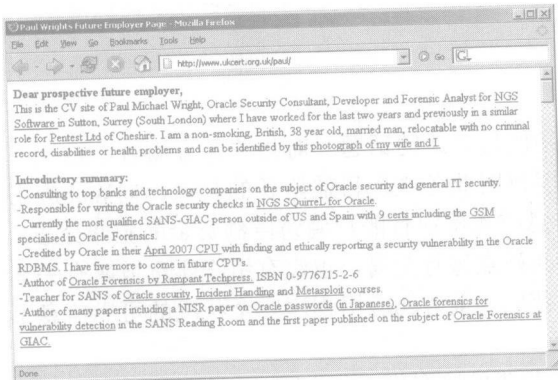 Paul Wrights Future Employer Page - Mozilla Firefox
File Edit View Go Bookmarks Tools Help
http://www.ukcert.org.uk/paul/ Go
Dear prospective future employer,
This is the CV site of Paul Michael Wright, Oracle Security Consultant, Developer and Forensic Analyst for NGS
Software in Sutton, Surrey (South London) where I have worked for the last two years and previously in a similar
role for Pentest Ltd of Cheshire. I am a non-smoking, British, 38 year old, married man, relocatable with no criminal
record, disabilities or health problems and can be identified by this photograph of my wife and I.
Introductory summary:
-Consulting to top banks and technology companies on the subject of Oracle security and general IT security.
-Responsible for writing the Oracle security checks in NGS SQuirreL for Oracle.
-Currently the most qualified SANS-GIAC person outside of US and Spain with 9 certs including the GSM
specialised in Oracle Forensics.
-Credited by Oracle in their April 2007 CPU with finding and ethically reporting a security vulnerability in the Oracle
RDBMS. I have five more to come in future CPU's.
-Author of Oracle Forensics by Rampant Techpress. ISBN 0-9776715-2-6
-Teacher for SANS of Oracle security, Incident Handling and Metasploit courses.
-Author of many papers including a NISR paper on Oracle passwords (in Japanese), Oracle forensics for
vulnerability detection in the SANS Reading Room and the first paper published on the subject of Oracle Forensics at
GIAC.
Done